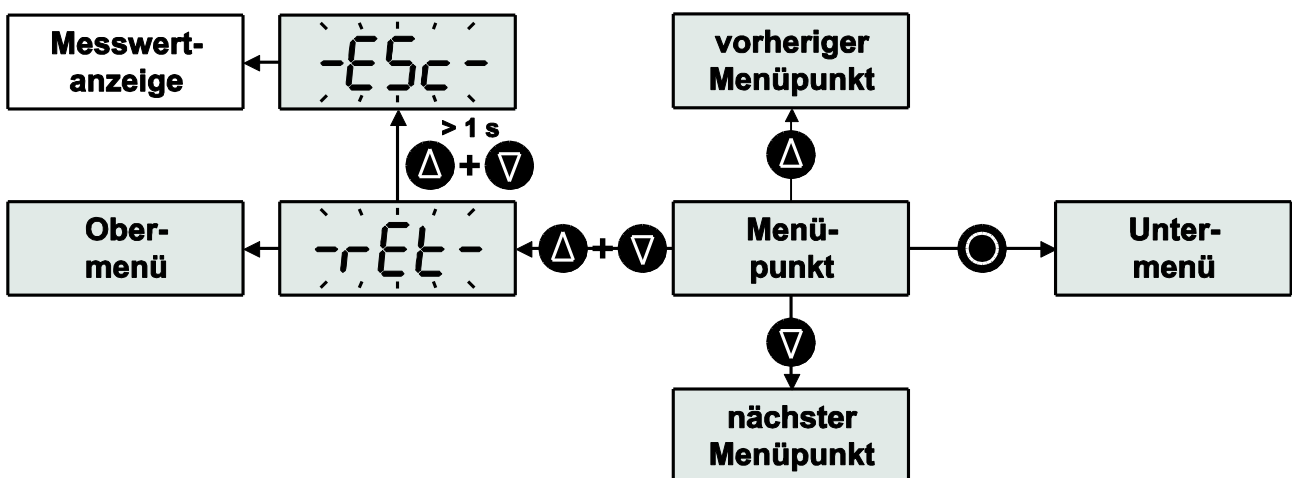 Messwert-
anzeige
-ESc-
vorheriger
Menüpunkt
> 1 s
+
Ober-
menü
-rEt-
+
Menü-
punkt
Unter-
menü
nächster
Menüpunkt